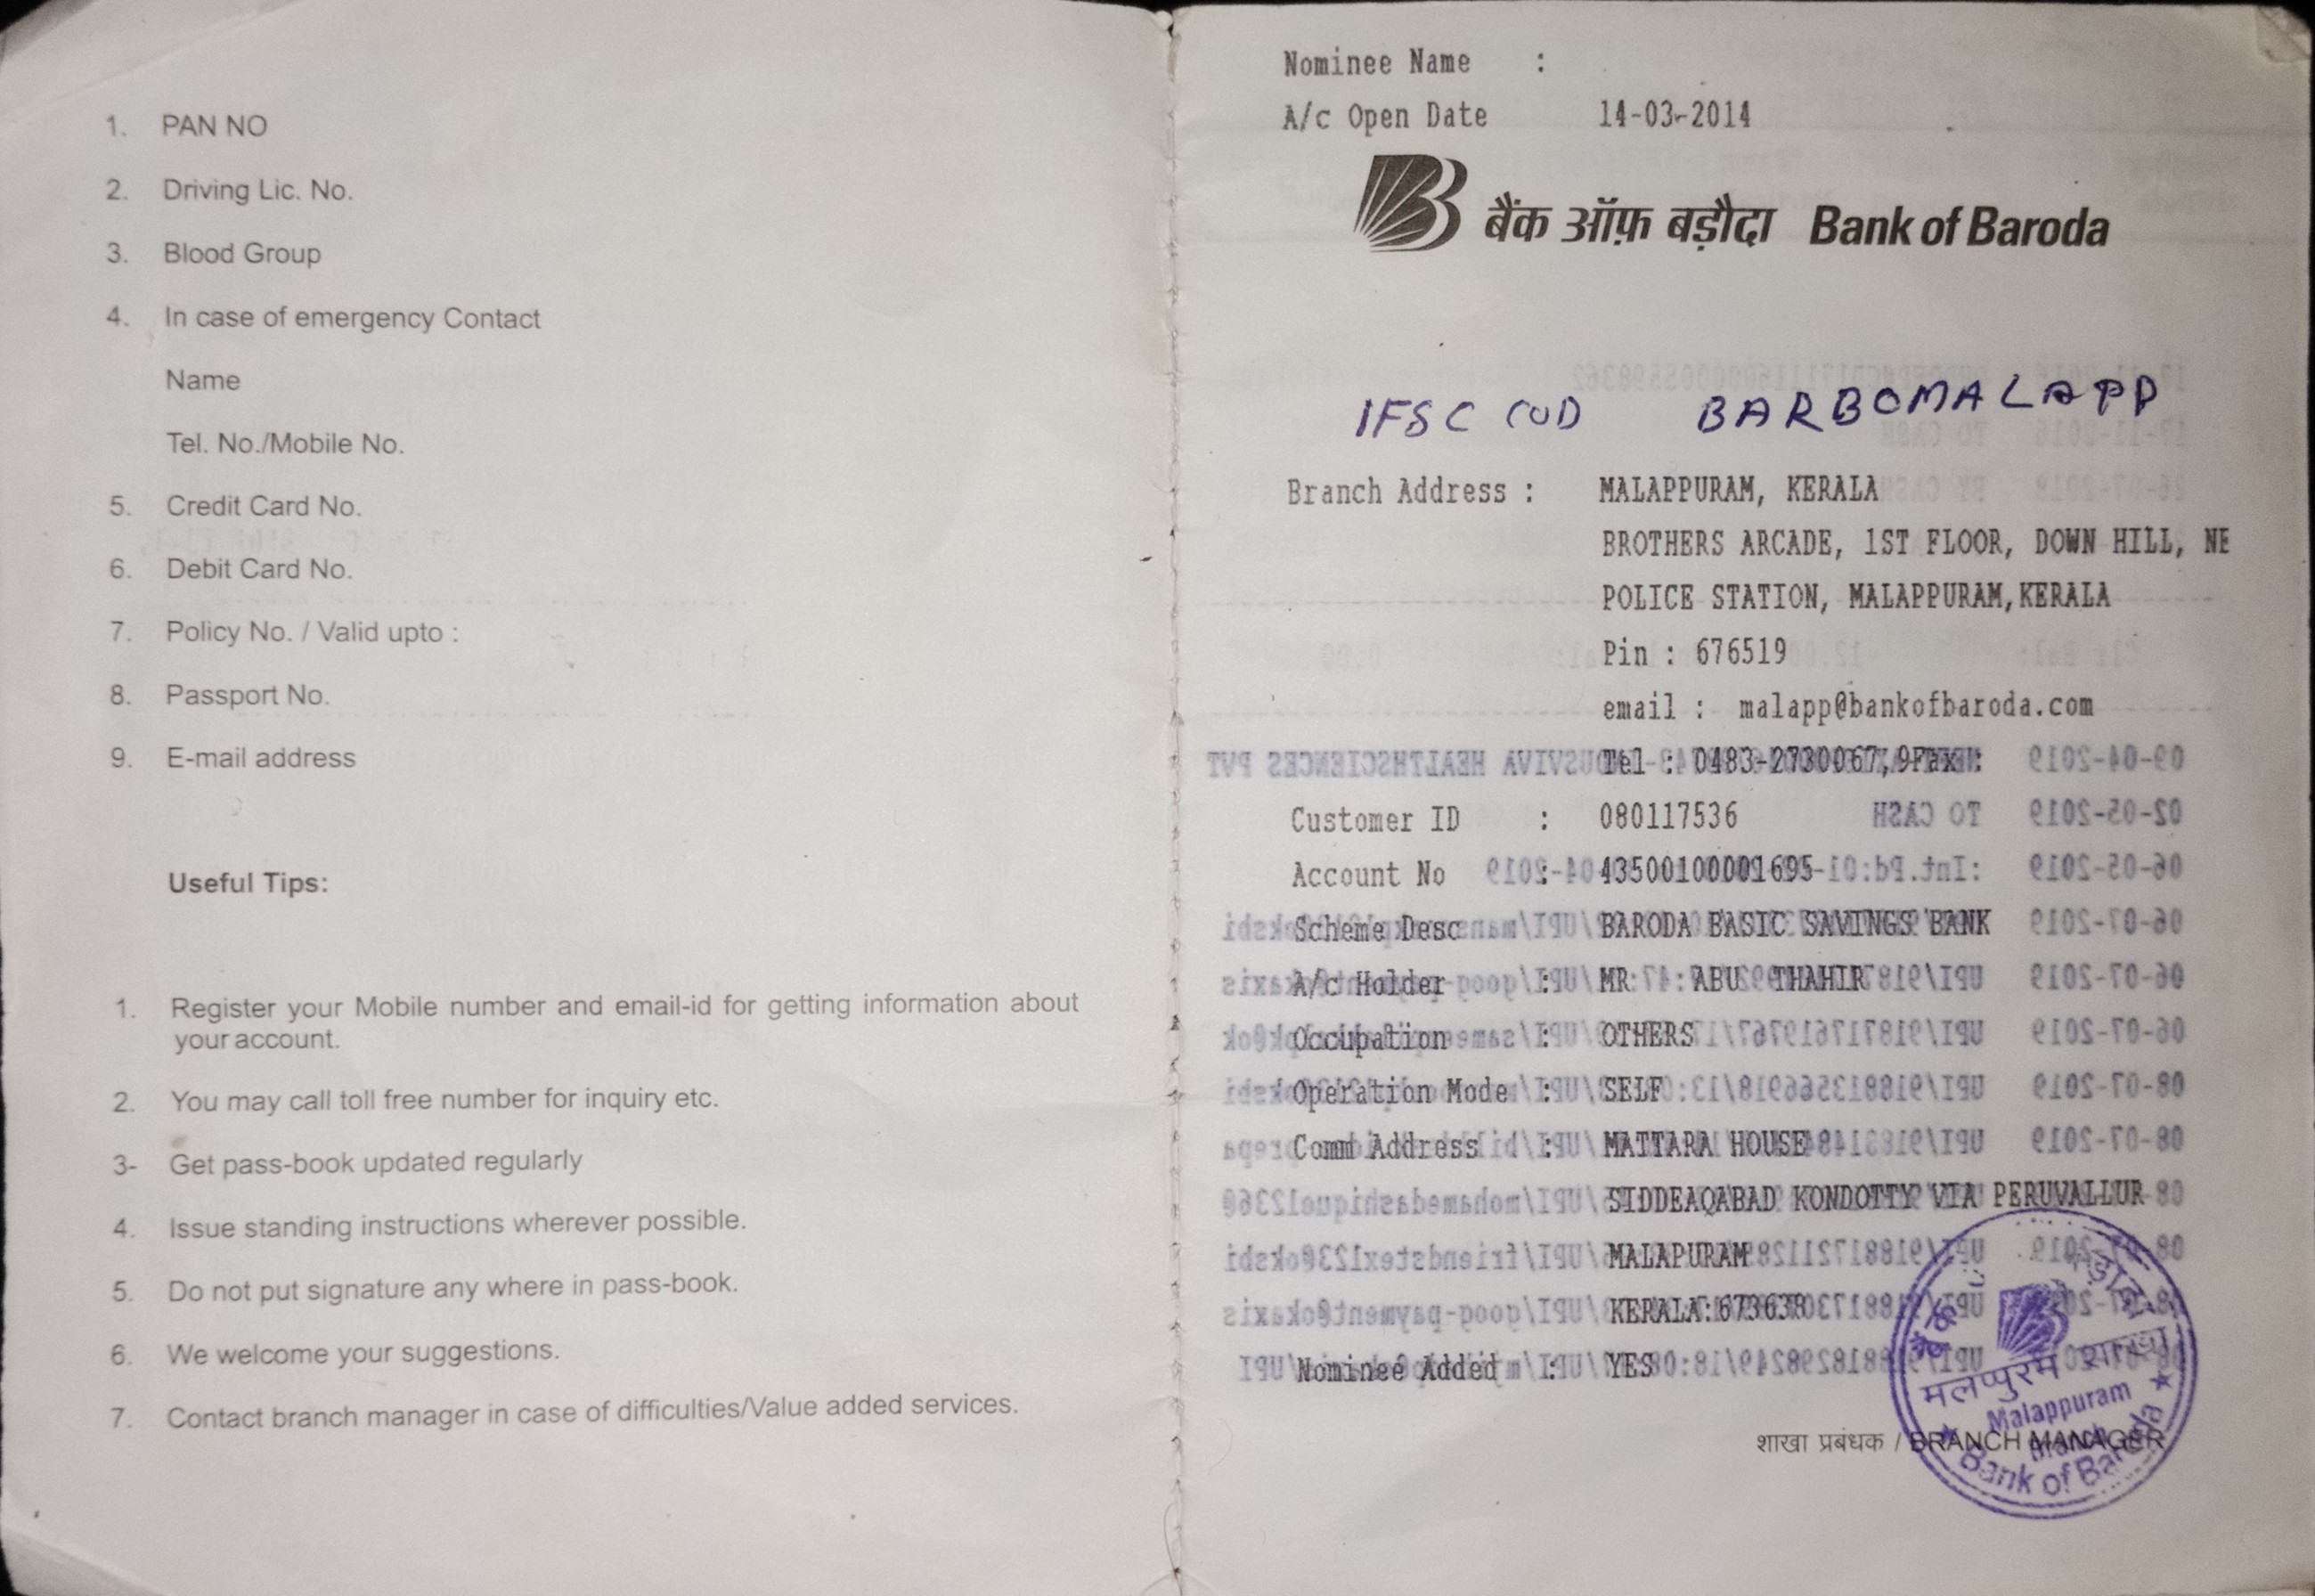 1. PAN NO
2. Driving Lic. No.
3. Blood Group
4. In case of emergency Contact
Name
Tel. No./Mobile No.
5. Credit Card No.
6. Debit Card No.
7. Policy No. / Valid upto :
8. Passport No.
9. E-mail address
Useful Tips:
1. Register your Mobile number and email-id for getting information about
your account.
2. You may call toll free number for inquiry etc.
3- Get pass-book updated regularly
4. Issue standing instructions wherever possible.
5. Do not put signature any where in pass-book.
6. We welcome your suggestions.
7. Contact branch manager in case of difficulties/Value added services.
Nominee Name :
A/c Open Date 14-03-2014
बैंक ऑफ़ बड़ौदा Bank of Baroda
IFSC COD BARBOMALAPP
Branch Address : MALAPPURAM, KERALA
BROTHERS ARCADE, 1ST FLOOR, DOWN HILL, NE
POLICE STATION, MALAPPURAM,KERALA
Pin : 676519
email : malapp@bankofbaroda.com
Tel : 0483-2730067, Fax :
Customer ID : 080117536
Account No : 43500100001695
Scheme Desc BARODA BASIC SAVINGS BANK
A/c Holder : MR ABU THAHIR
Occupation : OTHERS
Operation Mode : SELF
Comm Address : MATTARA HOUSE
SIDDEAQABAD KONDOTTY VIA PERUVALLUR
MALAPURAM
KERALA 673638
Nominee Added : YES
शाखा प्रबंधक / BRANCH MANAGER
मलप्पुरम शाखा
Malappuram
Bank of Baroda